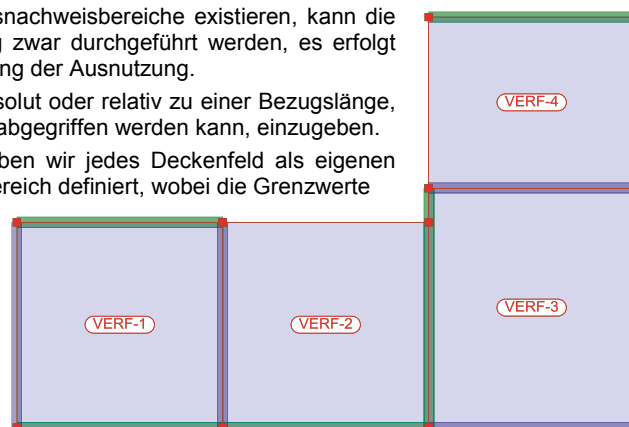 snachweisbereiche existieren, kann die
g zwar durchgeführt werden, es erfolgt
ng der Ausnutzung.
solut oder relativ zu einer Bezugslänge,
abgegriffen werden kann, einzugeben.
ben wir jedes Deckenfeld als eigenen
ereich definiert, wobei die Grenzwerte
VERF-4
VERF-3
VERF-1
VERF-2